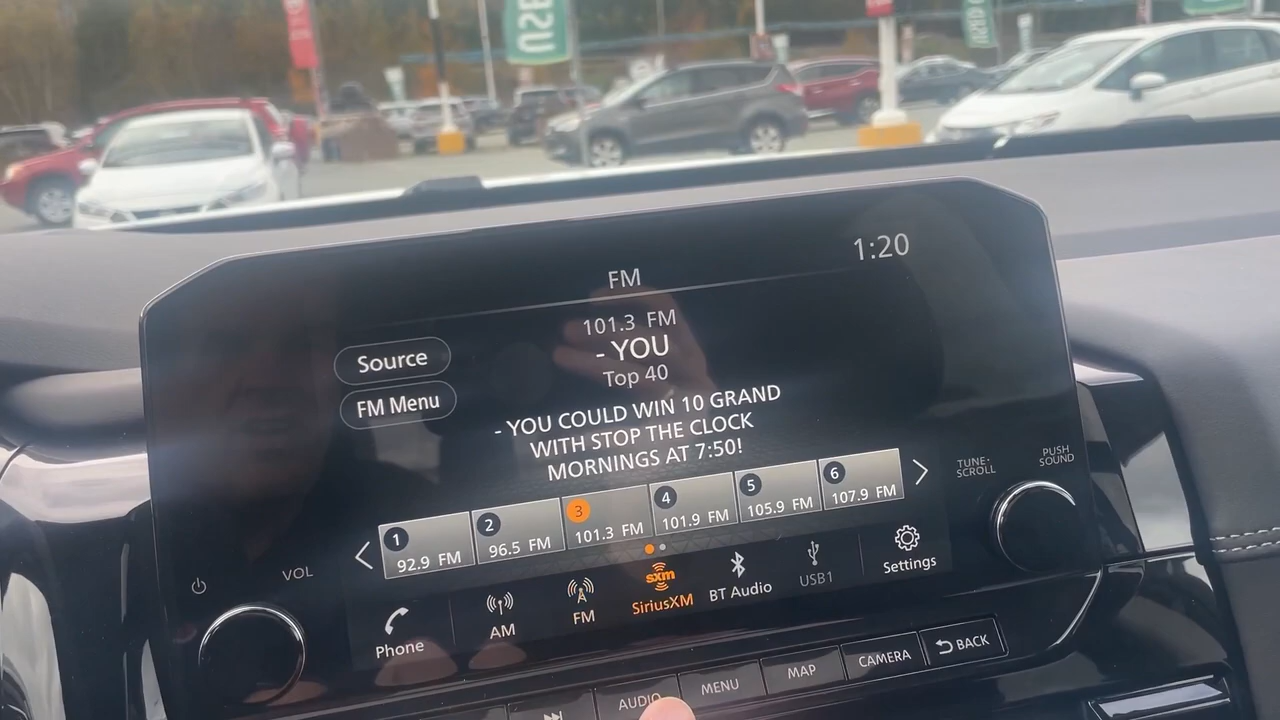 USED
FM
1:20
101.3 FM
- YOU
Top 40
Source
FM Menu
- YOU COULD WIN 10 GRAND
WITH STOP THE CLOCK
MORNINGS AT 7:50!
1 92.9 FM
2 96.5 FM
3 101.3 FM
4 101.9 FM
5 105.9 FM
6 107.9 FM
TUNE·
SCROLL
PUSH
SOUND
VOL
Phone
AM
FM
sxm
SiriusXM
BT Audio
USB1
Settings
AUDIO
MENU
MAP
CAMERA
BACK